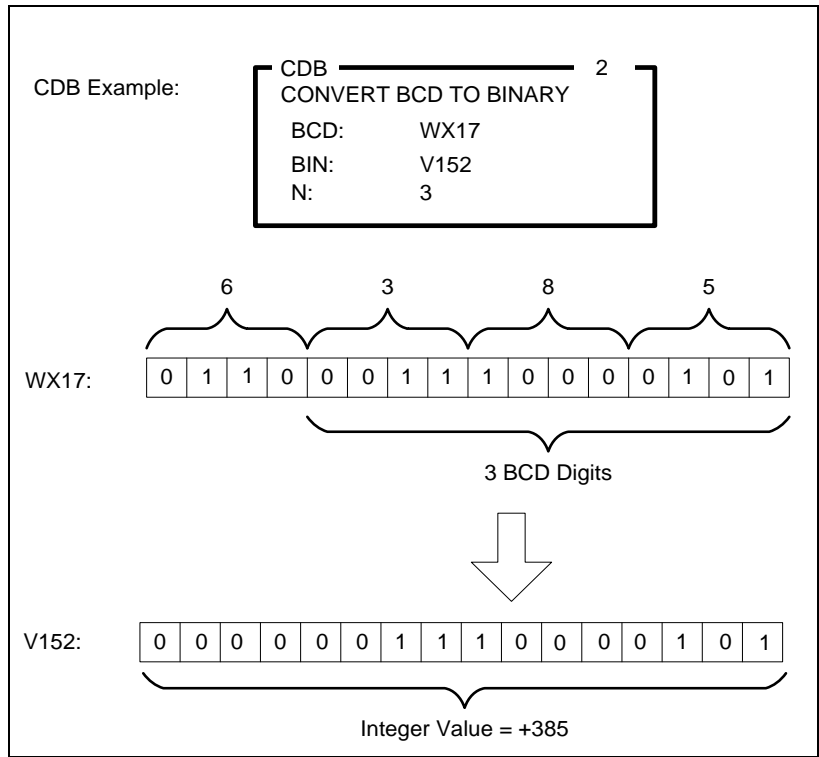 CDB 2
CDB Example:
CONVERT BCD TO BINARY
BCD: WX17
BIN: V152
N: 3
6 3 8 5
WX17: 0 1 1 0 0 0 1 1 1 0 0 0 0 1 0 1
3 BCD Digits
V152: 0 0 0 0 0 0 1 1 1 0 0 0 0 1 0 1
Integer Value = +385